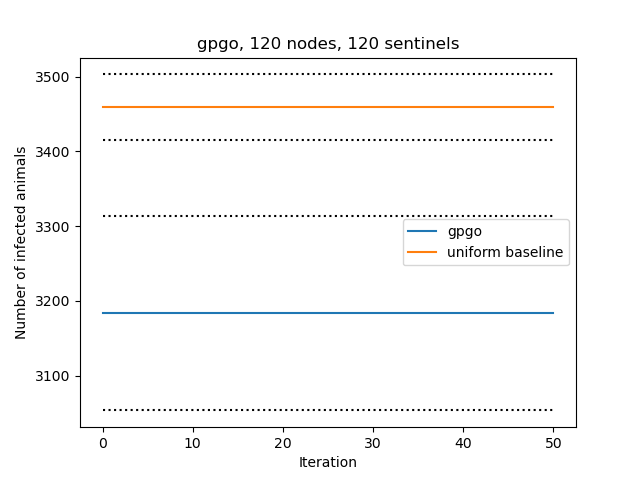 gpgo, 120 nodes, 120 sentinels
3500
3400
3300
3200
3100
Number of infected animals
gpgo
uniform baseline
0 10 20 30 40 50
Iteration